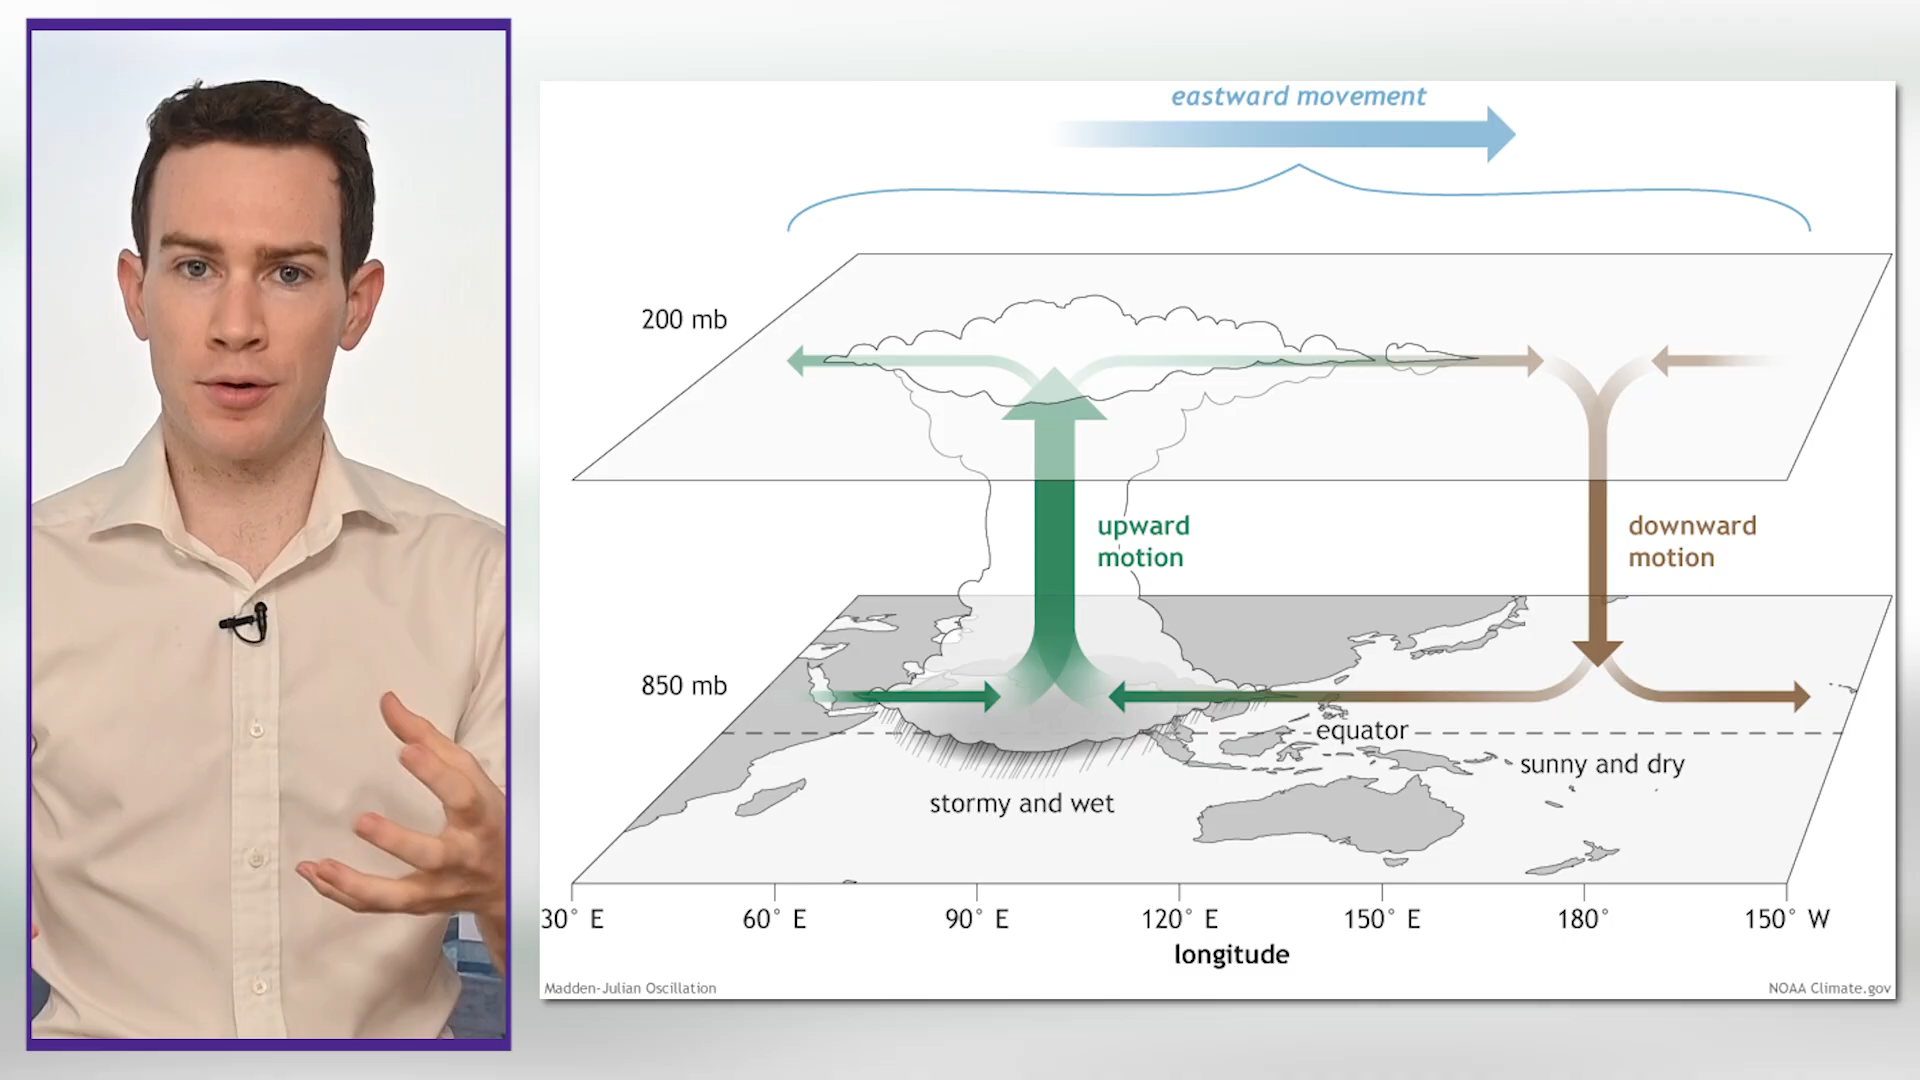 eastward movement
200 mb
upward
motion
downward
motion
850 mb
equator
sunny and dry
stormy and wet
30° E 60° E 90° E 120° E 150° E 180° 150° W
longitude
Madden-Julian Oscillation
NOAA Climate.gov